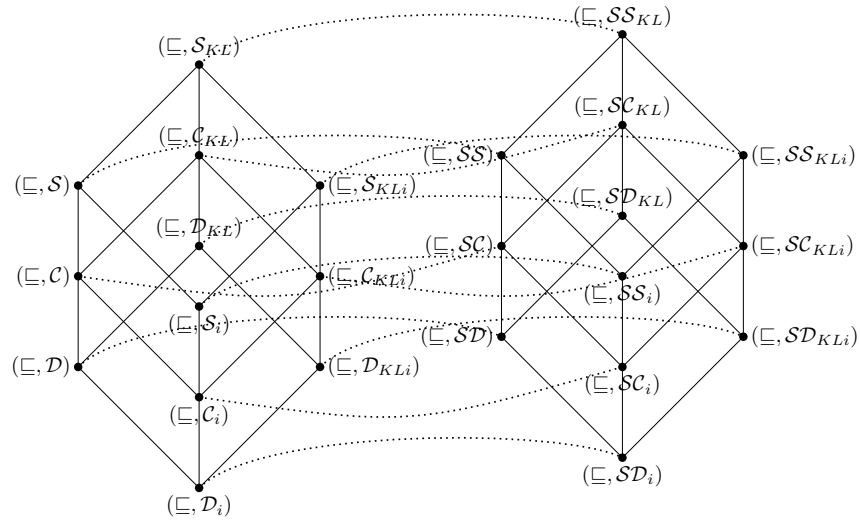 (⊑, 𝒮𝒮_{KL})
(⊑, 𝒮_{KL})
(⊑, 𝒮𝒞_{KL})
(⊑, 𝒞_{KL})
(⊑, 𝒮𝒮)
(⊑, 𝒮𝒮_{KLi})
(⊑, 𝒮)
(⊑, 𝒮_{KLi})
(⊑, 𝒮𝒟_{KL})
(⊑, 𝒟_{KL})
(⊑, 𝒮𝒞)
(⊑, 𝒮𝒞_{KLi})
(⊑, 𝒞)
(⊑, 𝒞_{KLi})
(⊑, 𝒮𝒮_i)
(⊑, 𝒮_i)
(⊑, 𝒮𝒟)
(⊑, 𝒮𝒟_{KLi})
(⊑, 𝒟)
(⊑, 𝒟_{KLi})
(⊑, 𝒮𝒞_i)
(⊑, 𝒞_i)
(⊑, 𝒮𝒟_i)
(⊑, 𝒟_i)